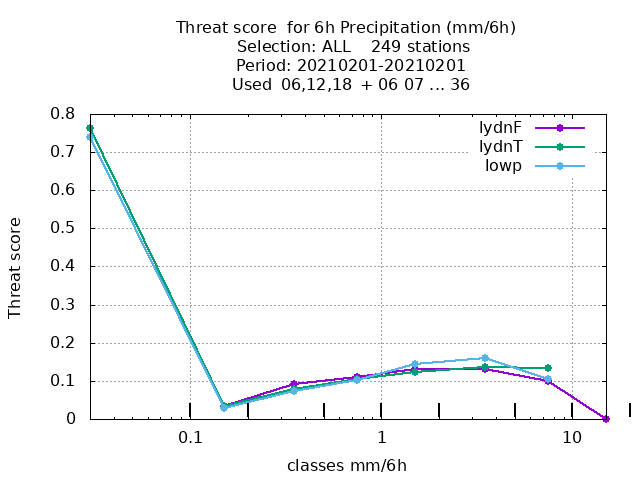 Threat score  for 6h Precipitation (mm/6h)
Selection: ALL    249 stations
Period: 20210201-20210201
Used  06,12,18  + 06 07 ... 36
lydnF
lydnT
lowp
0.8
0.7
0.6
0.5
0.4
0.3
0.2
0.1
0
Threat score
0.1 1 10
classes mm/6h